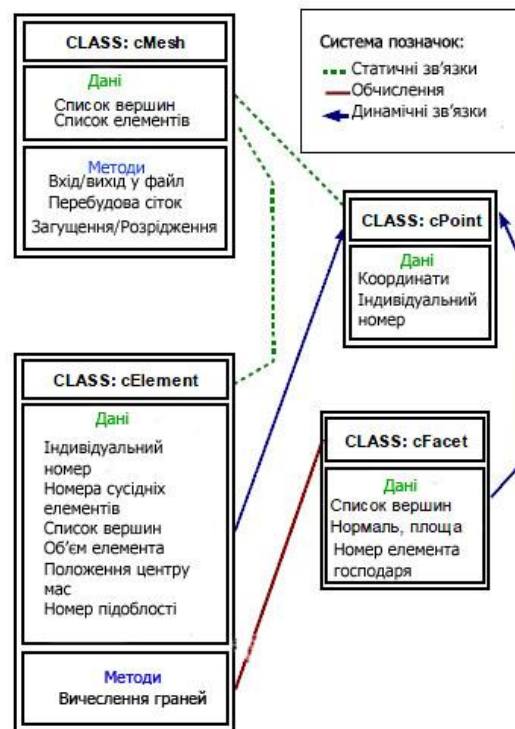 CLASS: cMesh
Дані
Список вершин
Список елементів
Методи
Вхід/вихід у файл
Перебудова сіток
Загущення/Розрідження
Система позначок:
Статичні зв'язки
Обчислення
Динамічні зв'язки
CLASS: cPoint
Дані
Координати
Індивідуальний
номер
CLASS: cElement
Дані
Індивідуальний
номер
Номера сусідніх
елементів
Список вершин
Об'єм елемента
Положення центру
мас
Номер підоблості
Методи
Вичеслення граней
CLASS: cFacet
Дані
Список вершин
Нормаль, площа
Номер елемента
господаря